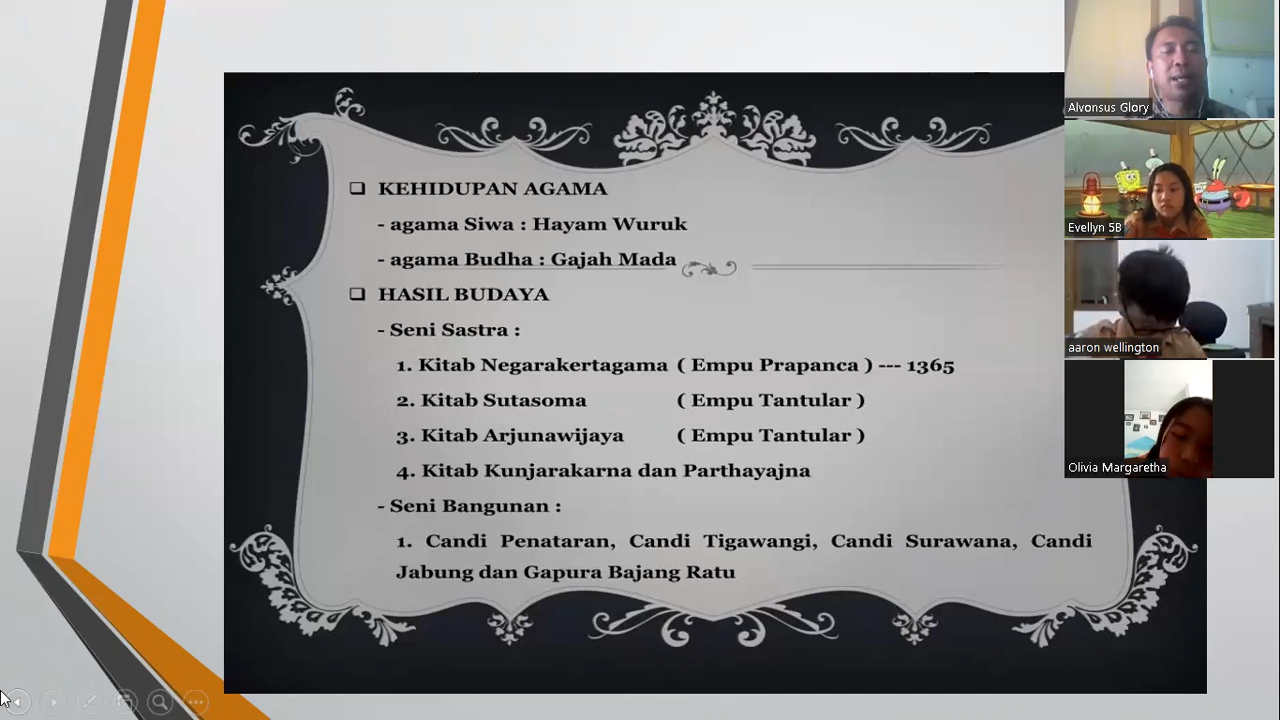 ❑ KEHIDUPAN AGAMA
- agama Siwa : Hayam Wuruk
- agama Budha : Gajah Mada
❑ HASIL BUDAYA
- Seni Sastra :
1. Kitab Negarakertagama ( Empu Prapanca ) --- 1365
2. Kitab Sutasoma ( Empu Tantular )
3. Kitab Arjunawijaya ( Empu Tantular )
4. Kitab Kunjarakarna dan Parthayajna
- Seni Bangunan :
1. Candi Penataran, Candi Tigawangi, Candi Surawana, Candi
Jabung dan Gapura Bajang Ratu
Alvonsus Glory
Evellyn 5B
aaron wellington
Olivia Margaretha